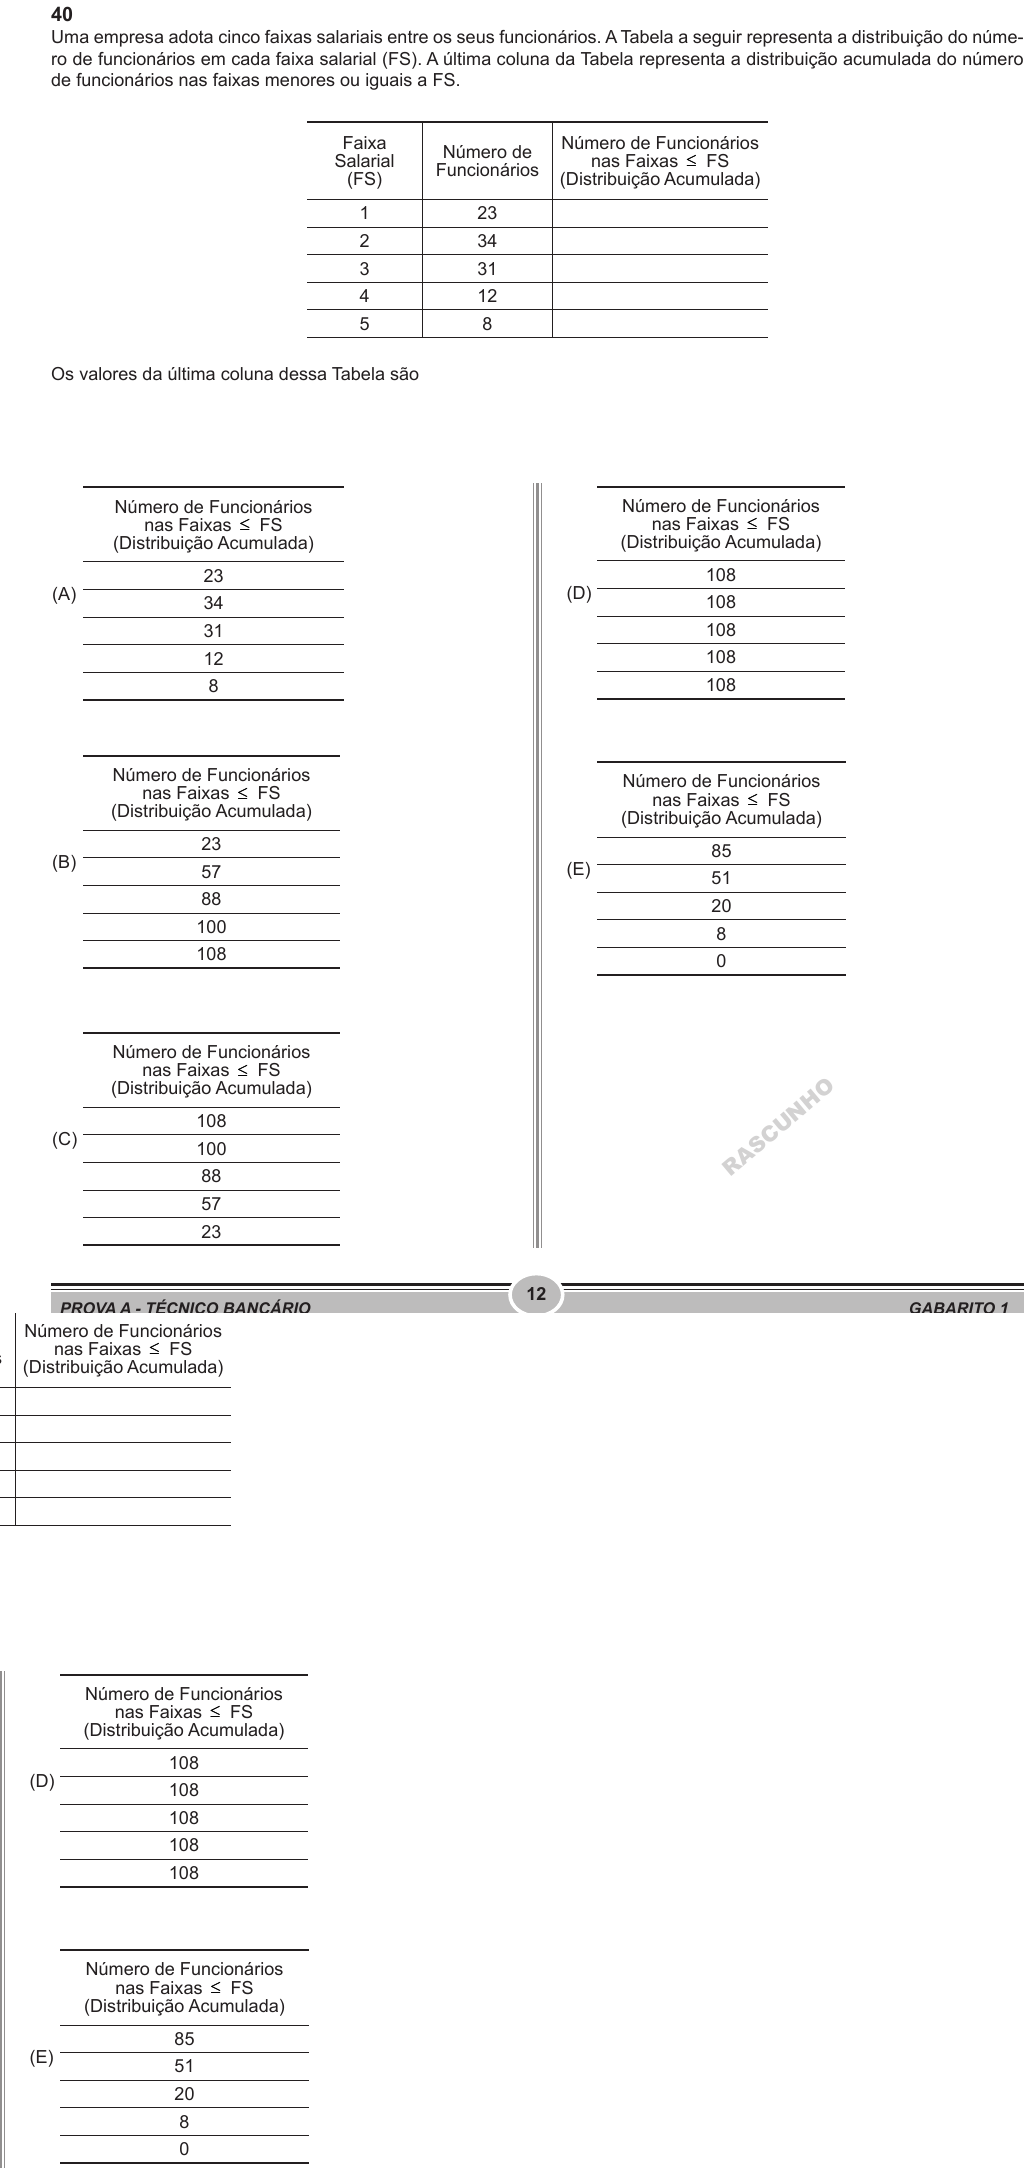 40
Uma empresa adota cinco faixas salariais entre os seus funcionários. A Tabela a seguir representa a distribuição do núme-
ro de funcionários em cada faixa salarial (FS). A última coluna da Tabela representa a distribuição acumulada do número
de funcionários nas faixas menores ou iguais a FS.
Faixa Salarial (FS) Número de Funcionários Número de Funcionários nas Faixas ≤ FS (Distribuição Acumulada)
1 23
2 34
3 31
4 12
5 8
Os valores da última coluna dessa Tabela são
(A)
Número de Funcionários
nas Faixas ≤ FS
(Distribuição Acumulada)
23
34
31
12
8
(B)
Número de Funcionários
nas Faixas ≤ FS
(Distribuição Acumulada)
23
57
88
100
108
(C)
Número de Funcionários
nas Faixas ≤ FS
(Distribuição Acumulada)
108
100
88
57
23
(D)
Número de Funcionários
nas Faixas ≤ FS
(Distribuição Acumulada)
108
108
108
108
108
(E)
Número de Funcionários
nas Faixas ≤ FS
(Distribuição Acumulada)
85
51
20
8
0
RASCUNHO
PROVA A - TÉCNICO BANCÁRIO 12 GABARITO 1
Número de Funcionários
nas Faixas ≤ FS
(Distribuição Acumulada)
(D)
Número de Funcionários
nas Faixas ≤ FS
(Distribuição Acumulada)
108
108
108
108
108
(E)
Número de Funcionários
nas Faixas ≤ FS
(Distribuição Acumulada)
85
51
20
8
0